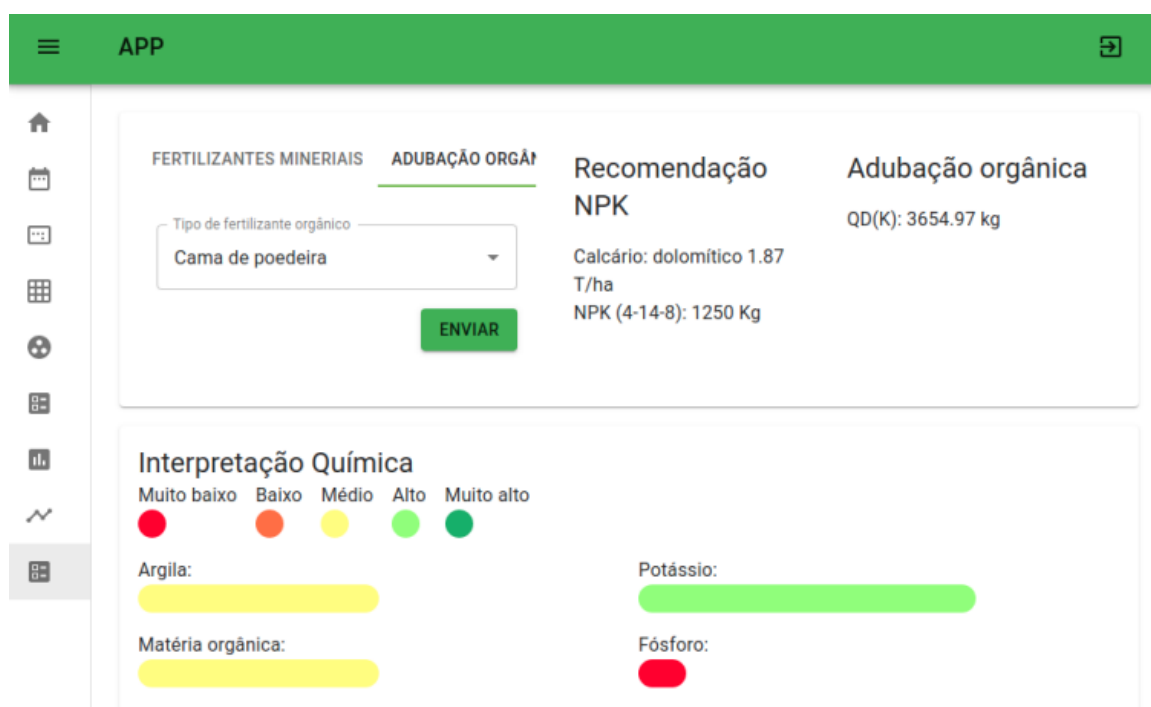 APP
FERTILIZANTES MINERIAIS
ADUBAÇÃO ORGÂN
Tipo de fertilizante orgânico
Cama de poedeira
ENVIAR
Recomendação
NPK
Calcário: dolomítico 1.87
T/ha
NPK (4-14-8): 1250 Kg
Adubação orgânica
QD(K): 3654.97 kg
Interpretação Química
Muito baixo Baixo Médio Alto Muito alto
Argila:
Potássio:
Matéria orgânica:
Fósforo: